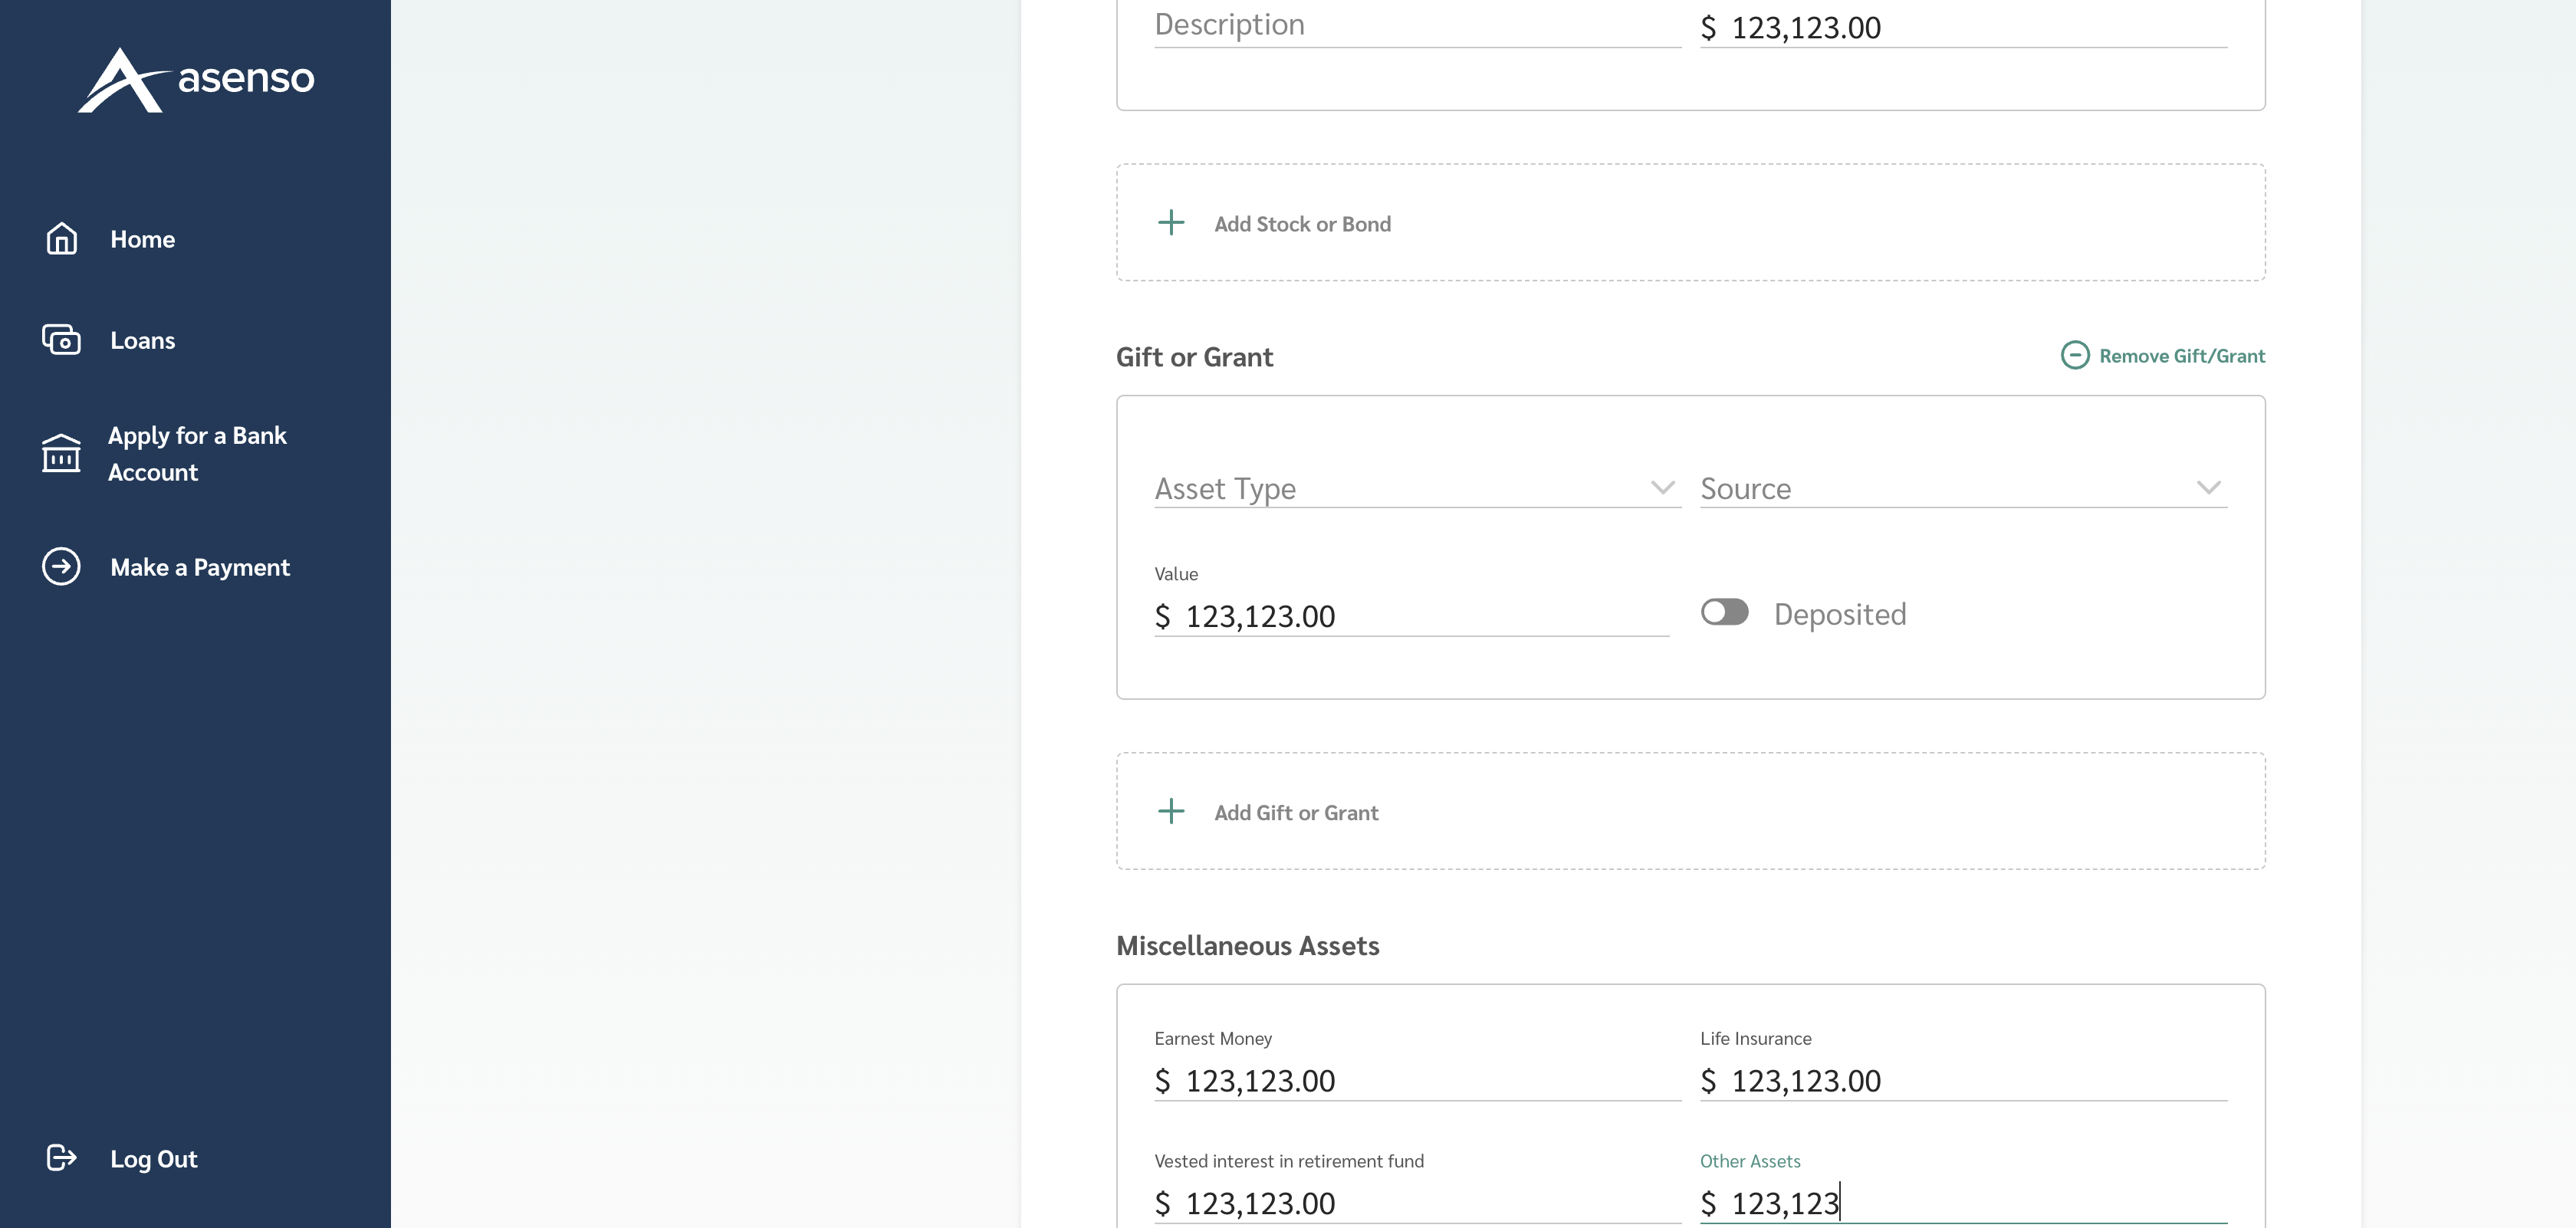 asenso
Home
Loans
Apply for a Bank
Account
Make a Payment
Log Out
Description
$ 123,123.00
Add Stock or Bond
Gift or Grant
Remove Gift/Grant
Asset Type
Source
Value
$ 123,123.00
Deposited
Add Gift or Grant
Miscellaneous Assets
Earnest Money
Life Insurance
$ 123,123.00
$ 123,123.00
Vested interest in retirement fund
Other Assets
$ 123,123.00
$ 123,123